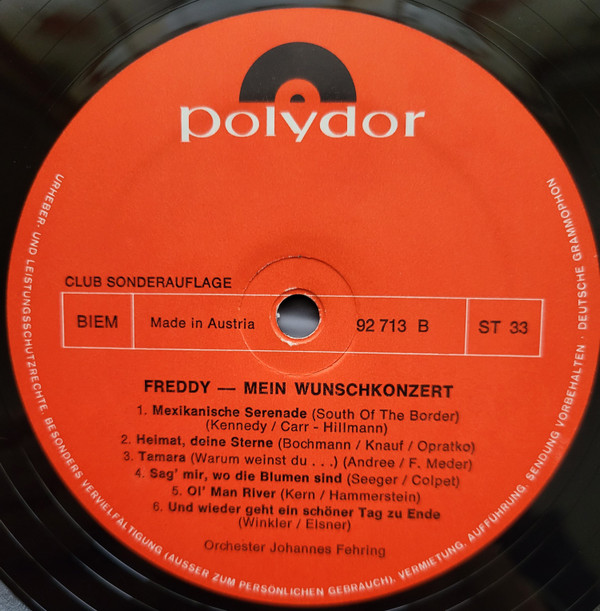 polydor
CLUB SONDERAUFLAGE
BIEM
Made in Austria
92 713 B
ST 33
FREDDY — MEIN WUNSCHKONZERT
1. Mexikanische Serenade (South Of The Border)
(Kennedy / Carr - Hillmann)
2. Heimat, deine Sterne (Bochmann / Knauf / Opratko)
3. Tamara (Warum weinst du . . .) (Andree / F. Meder)
4. Sag' mir, wo die Blumen sind (Seeger / Colpet)
5. Ol' Man River (Kern / Hammerstein)
6. Und wieder geht ein schöner Tag zu Ende
(Winkler / Elsner)
Orchester Johannes Fehring
URHEBER- UND LEISTUNGSSCHUTZRECHTE, BESONDERS VERVIELFÄLTIGUNG (AUSSER ZUM PERSÖNLICHEN GEBRAUCH), VERMIETUNG, AUFFÜHRUNG, SENDUNG VORBEHALTEN · DEUTSCHE GRAMMOPHON